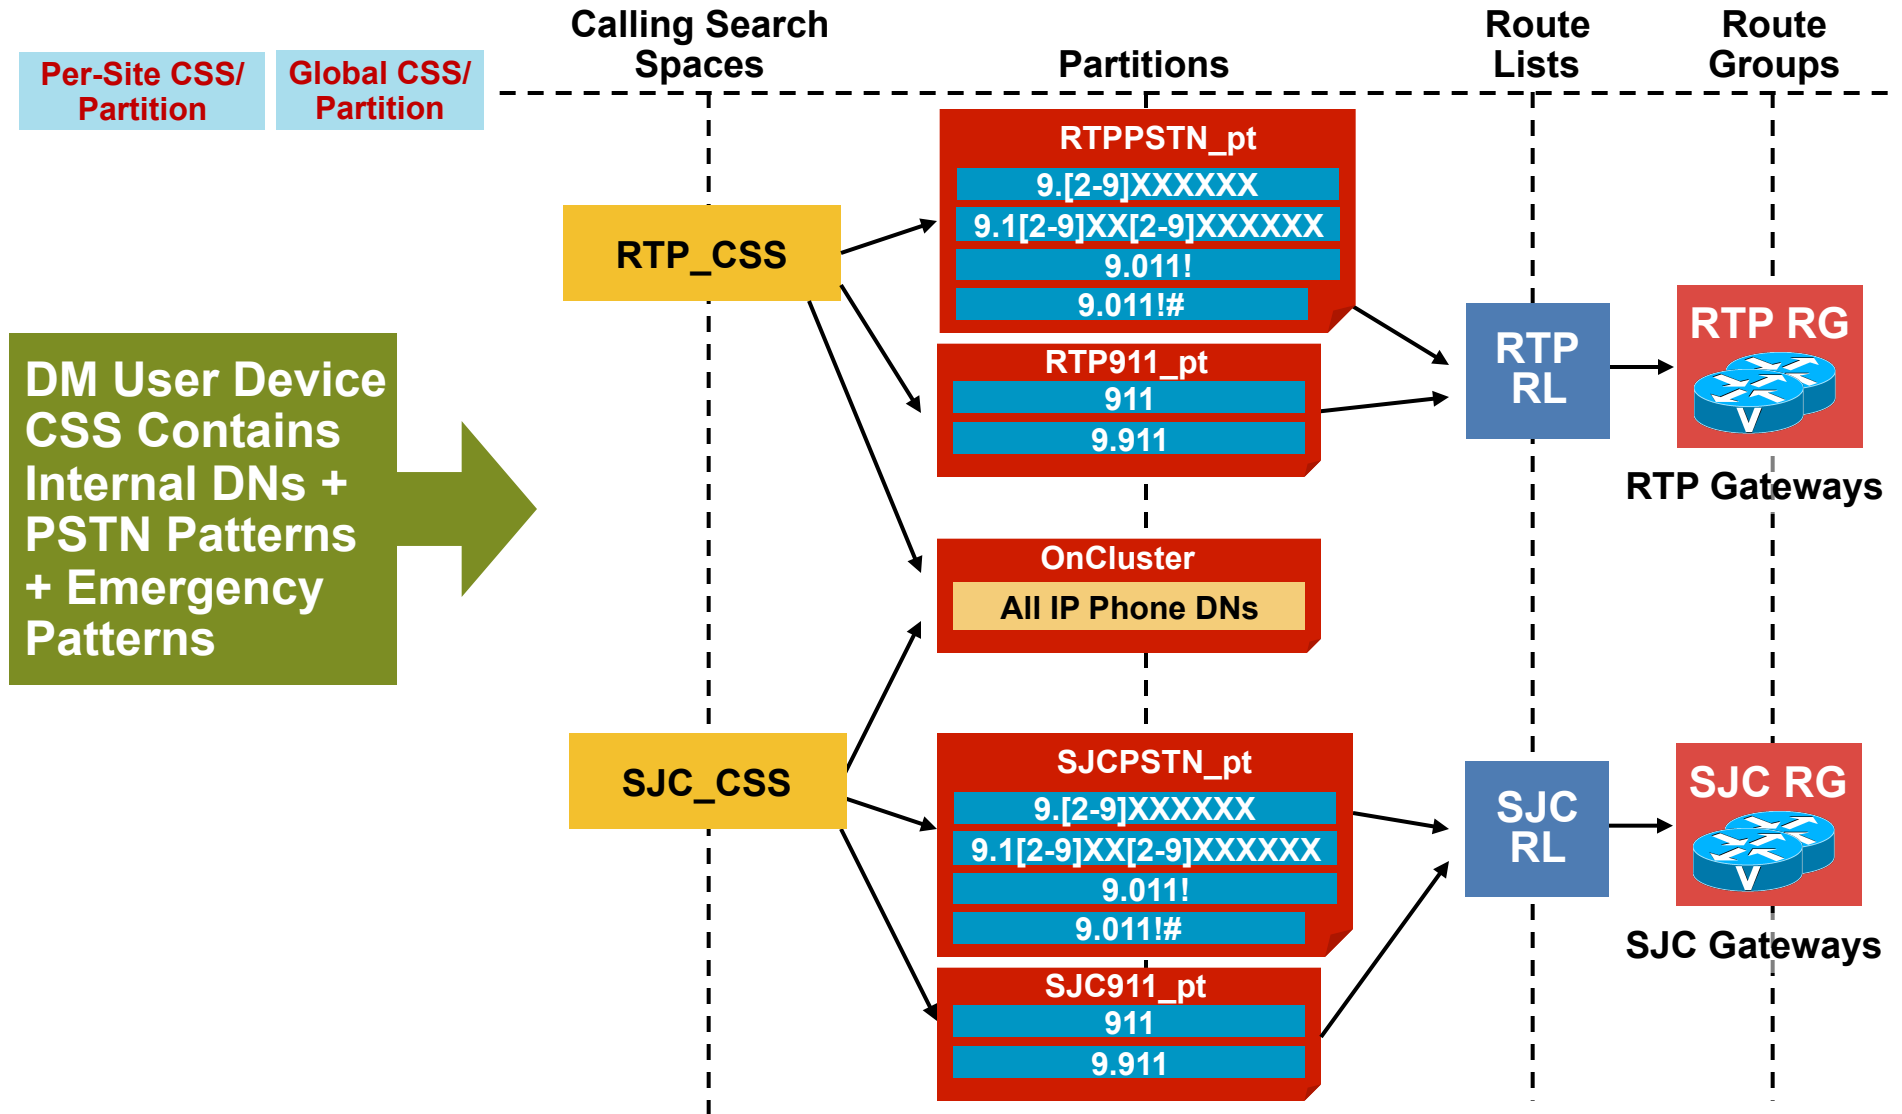 Calling Search
Spaces
Partitions
Route
Lists
Route
Groups
Per-Site CSS/
Partition
Global CSS/
Partition
DM User Device
CSS Contains
Internal DNs +
PSTN Patterns
+ Emergency
Patterns
RTP_CSS
RTPPSTN_pt
9.[2-9]XXXXXX
9.1[2-9]XX[2-9]XXXXXX
9.011!
9.011!#
RTP911_pt
911
9.911
RTP
RL
RTP RG
V
RTP Gateways
OnCluster
All IP Phone DNs
SJC_CSS
SJCPSTN_pt
9.[2-9]XXXXXX
9.1[2-9]XX[2-9]XXXXXX
9.011!
9.011!#
SJC911_pt
911
9.911
SJC
RL
SJC RG
V
SJC Gateways